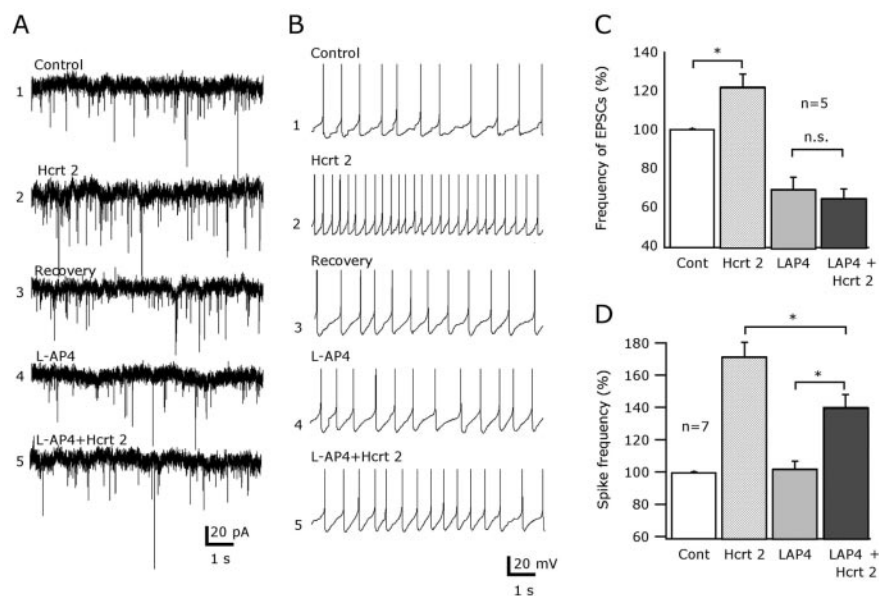 A
Control
1
Hcrt 2
2
Recovery
3
L-AP4
4
L-AP4+Hcrt 2
5
20 pA
1 s
B
Control
1
Hcrt 2
2
Recovery
3
L-AP4
4
L-AP4+Hcrt 2
5
20 mV
1 s
C
Frequency of EPSCs (%)
140
120
100
80
60
40
*
n=5
n.s.
Cont
Hcrt 2
LAP4
LAP4 +
Hcrt 2
D
Spike frequency (%)
180
160
140
120
100
80
60
*
*
n=7
Cont
Hcrt 2
LAP4
LAP4 +
Hcrt 2